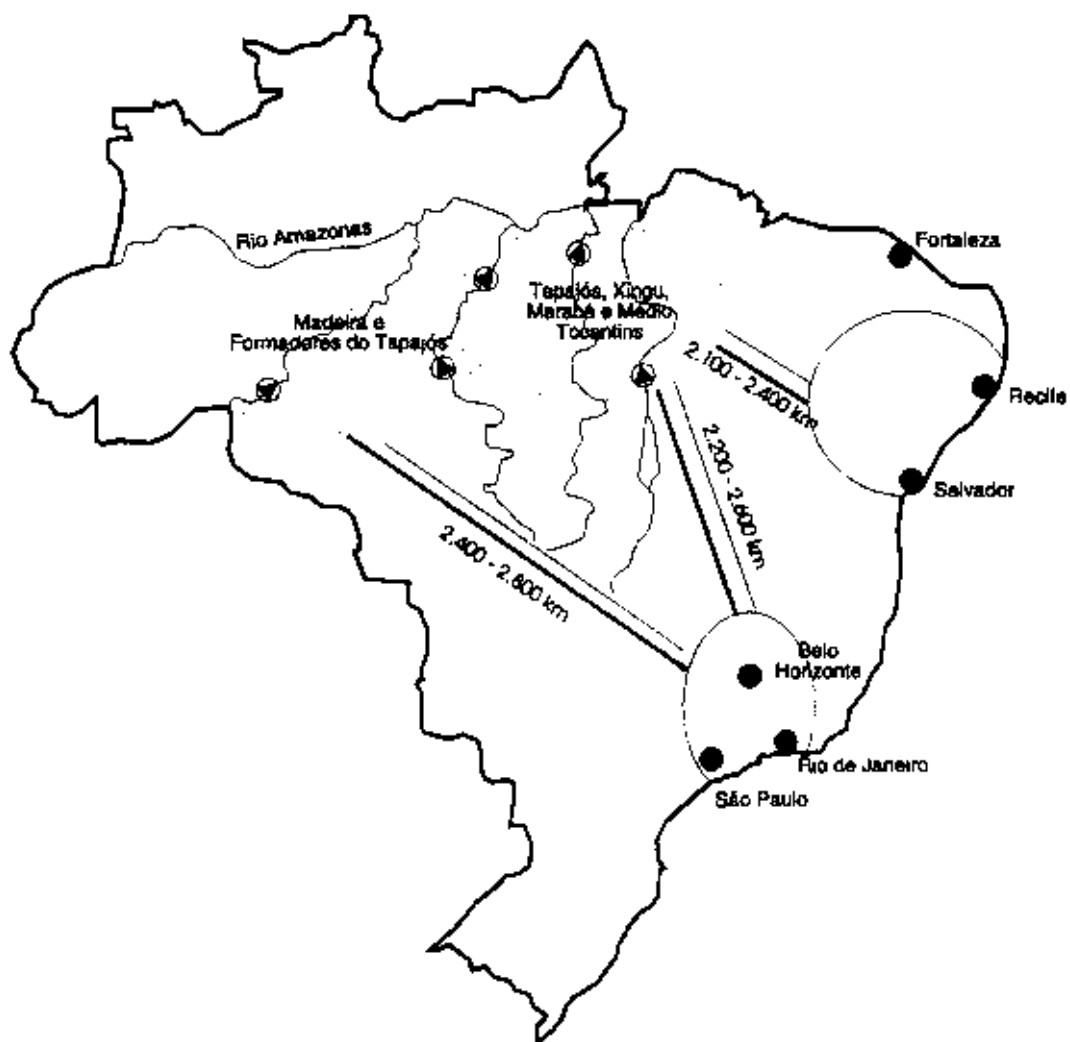 Rio Amazonas
Fortaleza
Tapajós, Xingu,
Marabá e Médio
Tocantins
Madeira e
Formadores do Tapajós
2.100 - 2.400 km
Recife
2.200 - 2.600 km
Salvador
2.400 - 2.800 km
Belo
Horizonte
Rio de Janeiro
São Paulo